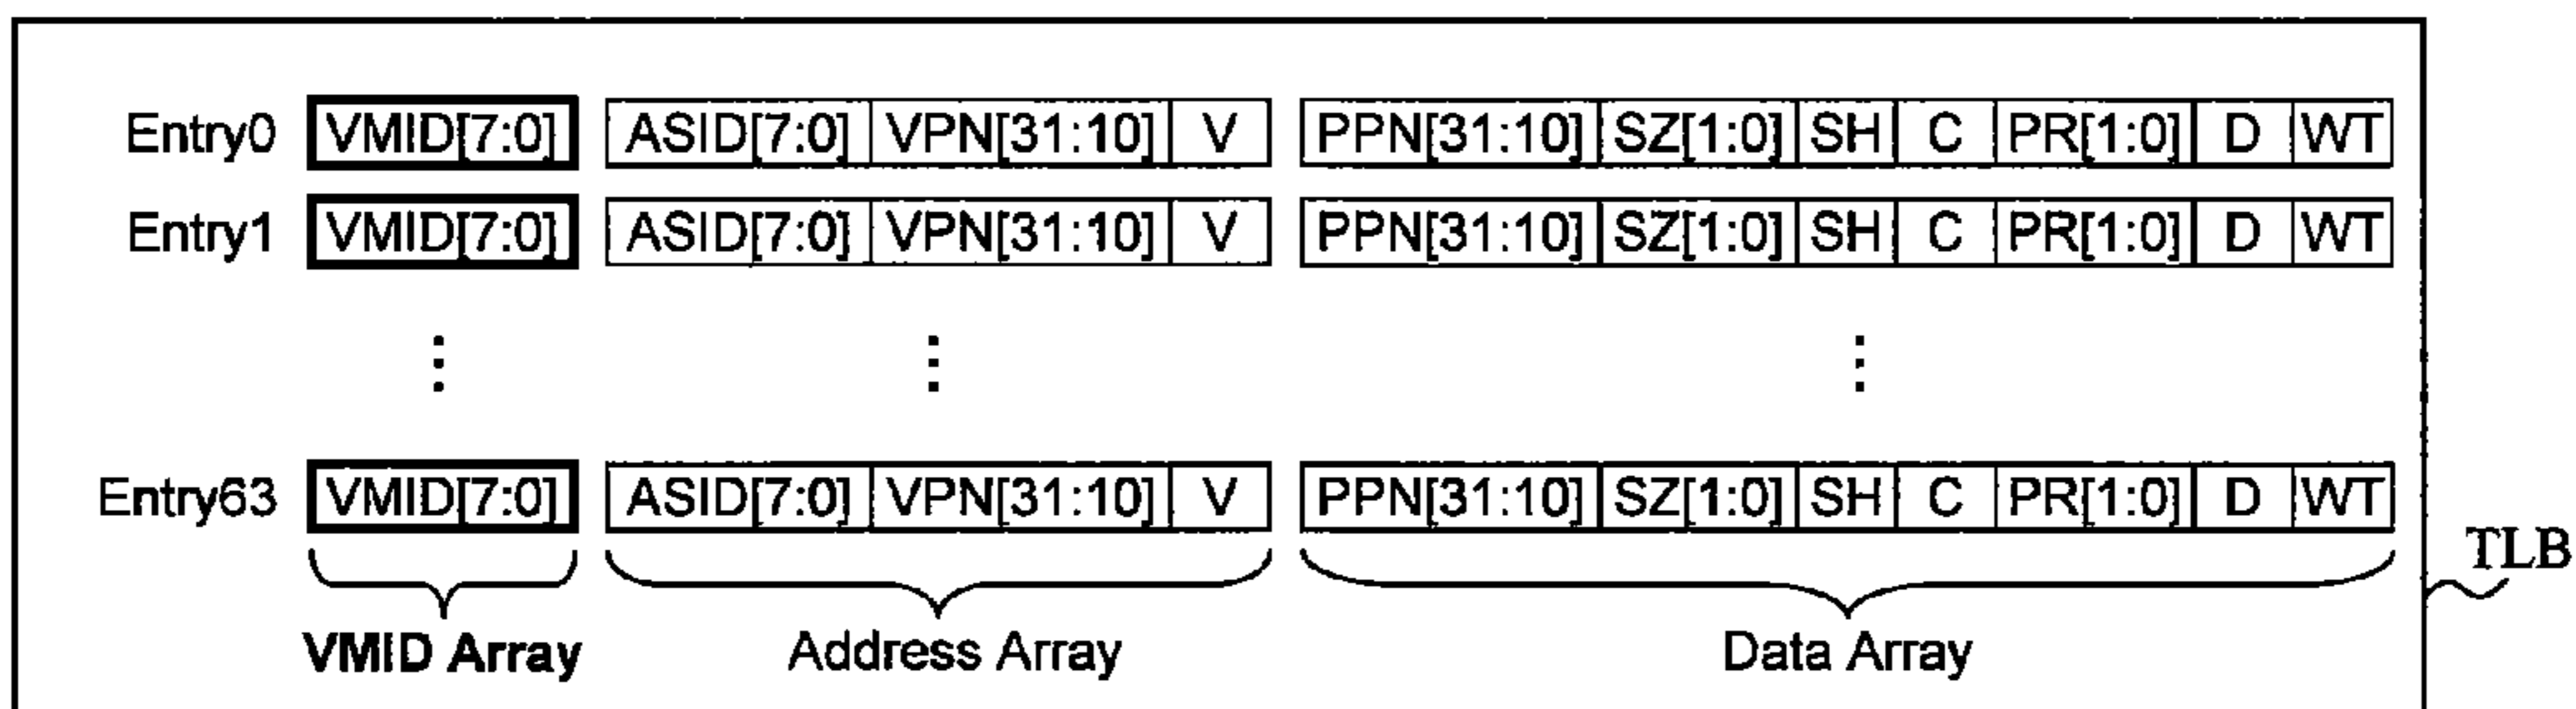 Entry0 VMID[7:0] ASID[7:0] VPN[31:10] V PPN[31:10] SZ[1:0] SH C PR[1:0] D WT
Entry1 VMID[7:0] ASID[7:0] VPN[31:10] V PPN[31:10] SZ[1:0] SH C PR[1:0] D WT
Entry63 VMID[7:0] ASID[7:0] VPN[31:10] V PPN[31:10] SZ[1:0] SH C PR[1:0] D WT
TLB
VMID Array Address Array Data Array